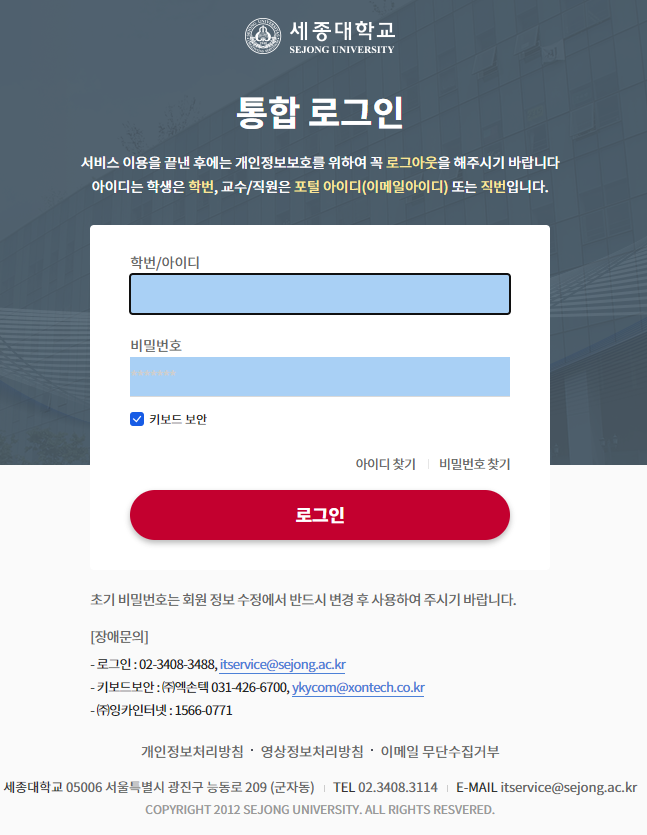 세종대학교
SEJONG UNIVERSITY
통합 로그인
서비스 이용을 끝낸 후에는 개인정보보호를 위하여 꼭 로그아웃을 해주시기 바랍니다
아이디는 학생은 학번, 교수/직원은 포털 아이디(이메일아이디) 또는 직번입니다.
학번/아이디
비밀번호
*******
키보드 보안
아이디 찾기
비밀번호 찾기
로그인
초기 비밀번호는 회원 정보 수정에서 반드시 변경 후 사용하여 주시기 바랍니다.
[장애문의]
- 로그인 : 02-3408-3488, itservice@sejong.ac.kr
- 키보드보안 : ㈜엑손텍 031-426-6700, ykycom@xontech.co.kr
- ㈜잉카인터넷 : 1566-0771
개인정보처리방침 · 영상정보처리방침 · 이메일 무단수집거부
세종대학교 05006 서울특별시 광진구 능동로 209 (군자동) | TEL 02.3408.3114 | E-MAIL itservice@sejong.ac.kr
COPYRIGHT 2012 SEJONG UNIVERSITY. ALL RIGHTS RESVERED.